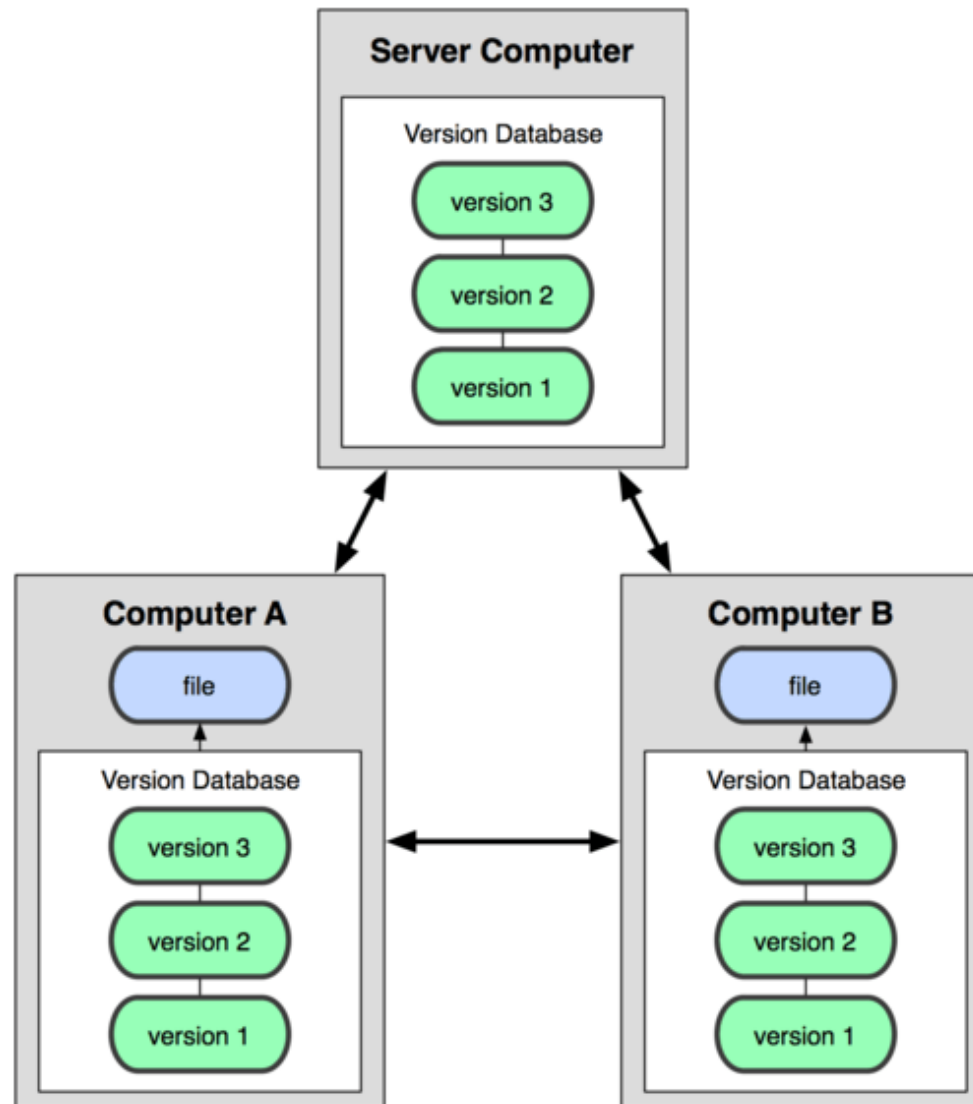 Server Computer
Version Database
version 3
version 2
version 1
Computer A
file
Version Database
version 3
version 2
version 1
Computer B
file
Version Database
version 3
version 2
version 1